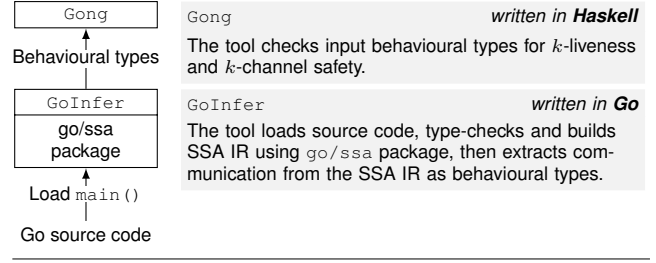 Gong
Behavioural types
GoInfer
go/ssa
package
Load main()
Go source code
Gong written in Haskell
The tool checks input behavioural types for k-liveness
and k-channel safety.
GoInfer written in Go
The tool loads source code, type-checks and builds
SSA IR using go/ssa package, then extracts com-
munication from the SSA IR as behavioural types.